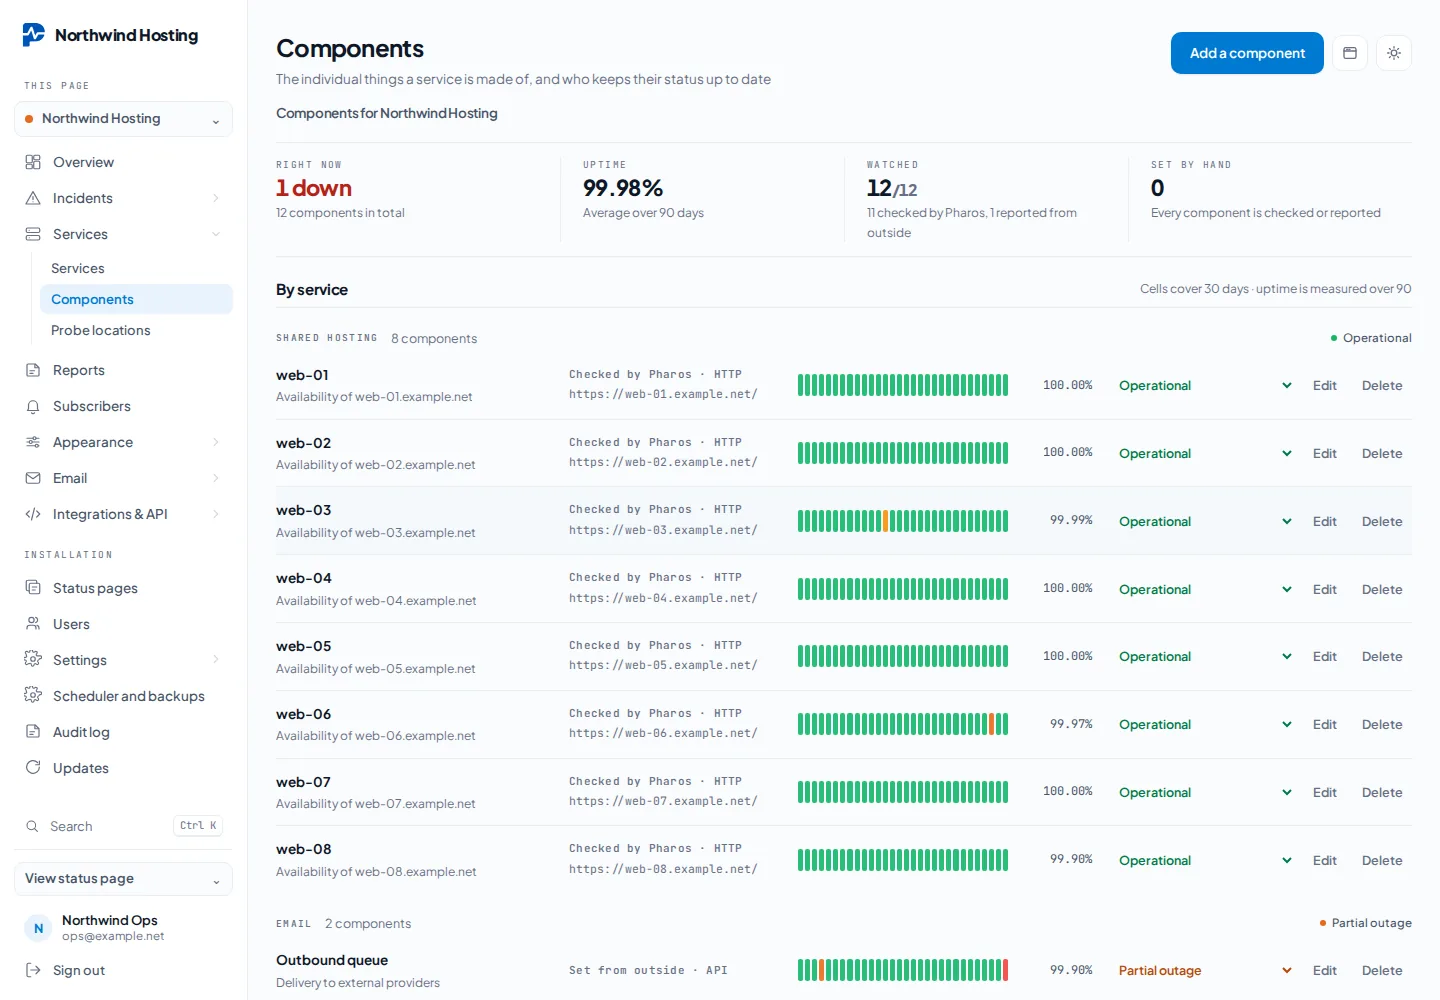 Northwind Hosting
THIS PAGE
Northwind Hosting
Overview
Incidents
Services
Services
Components
Probe locations
Reports
Subscribers
Appearance
Email
Integrations & API
INSTALLATION
Status pages
Users
Settings
Scheduler and backups
Audit log
Updates
Search
Ctrl K
View status page
N
Northwind Ops
ops@example.net
Sign out
Components
The individual things a service is made of, and who keeps their status up to date
Components for Northwind Hosting
Add a component
RIGHT NOW
1 down
12 components in total
UPTIME
99.98%
Average over 90 days
WATCHED
12/12
11 checked by Pharos, 1 reported from
outside
SET BY HAND
0
Every component is checked or reported
By service
Cells cover 30 days · uptime is measured over 90
SHARED HOSTING 8 components
Operational
web-01
Availability of web-01.example.net
Checked by Pharos · HTTP
https://web-01.example.net/
100.00%
Operational
Edit
Delete
web-02
Availability of web-02.example.net
Checked by Pharos · HTTP
https://web-02.example.net/
100.00%
Operational
Edit
Delete
web-03
Availability of web-03.example.net
Checked by Pharos · HTTP
https://web-03.example.net/
99.99%
Operational
Edit
Delete
web-04
Availability of web-04.example.net
Checked by Pharos · HTTP
https://web-04.example.net/
100.00%
Operational
Edit
Delete
web-05
Availability of web-05.example.net
Checked by Pharos · HTTP
https://web-05.example.net/
100.00%
Operational
Edit
Delete
web-06
Availability of web-06.example.net
Checked by Pharos · HTTP
https://web-06.example.net/
99.97%
Operational
Edit
Delete
web-07
Availability of web-07.example.net
Checked by Pharos · HTTP
https://web-07.example.net/
100.00%
Operational
Edit
Delete
web-08
Availability of web-08.example.net
Checked by Pharos · HTTP
https://web-08.example.net/
99.90%
Operational
Edit
Delete
EMAIL 2 components
Partial outage
Outbound queue
Delivery to external providers
Set from outside · API
99.90%
Partial outage
Edit
Delete